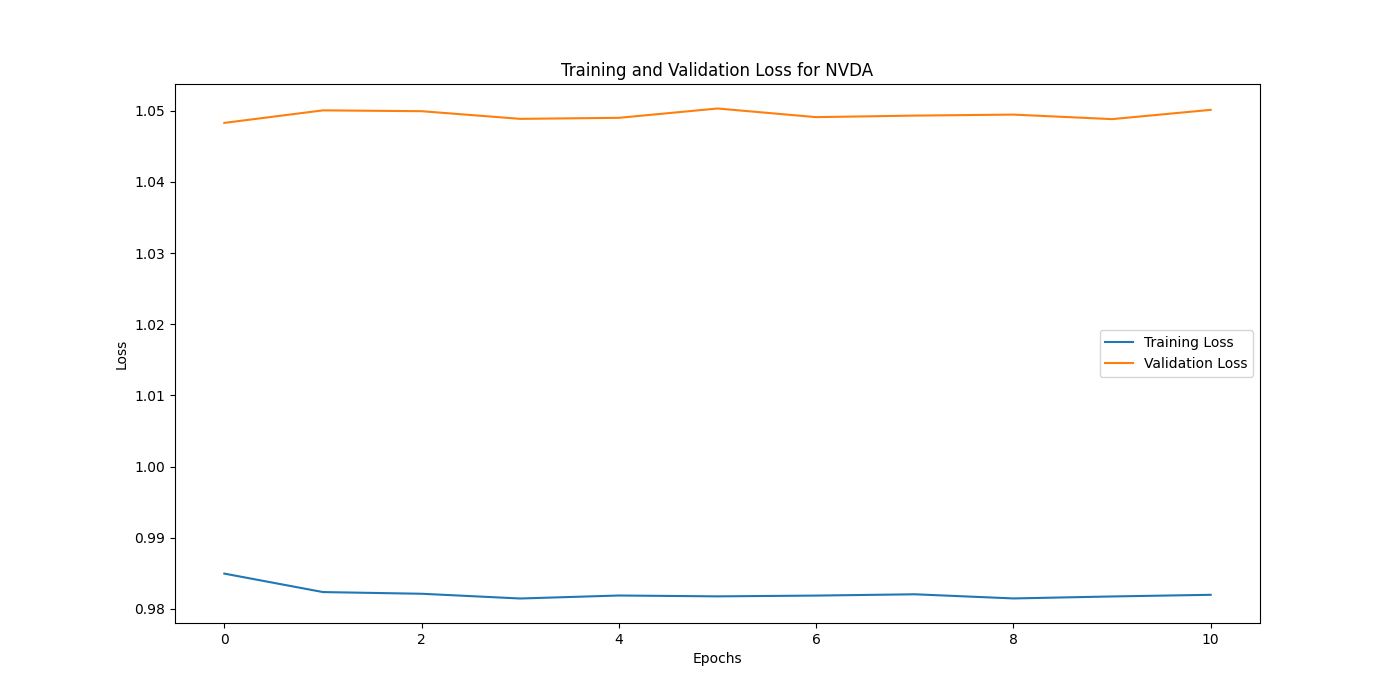 Training and Validation Loss for NVDA
1.05
1.04
1.03
1.02
1.01
1.00
0.99
0.98
Loss
Training Loss
Validation Loss
0 2 4 6 8 10
Epochs